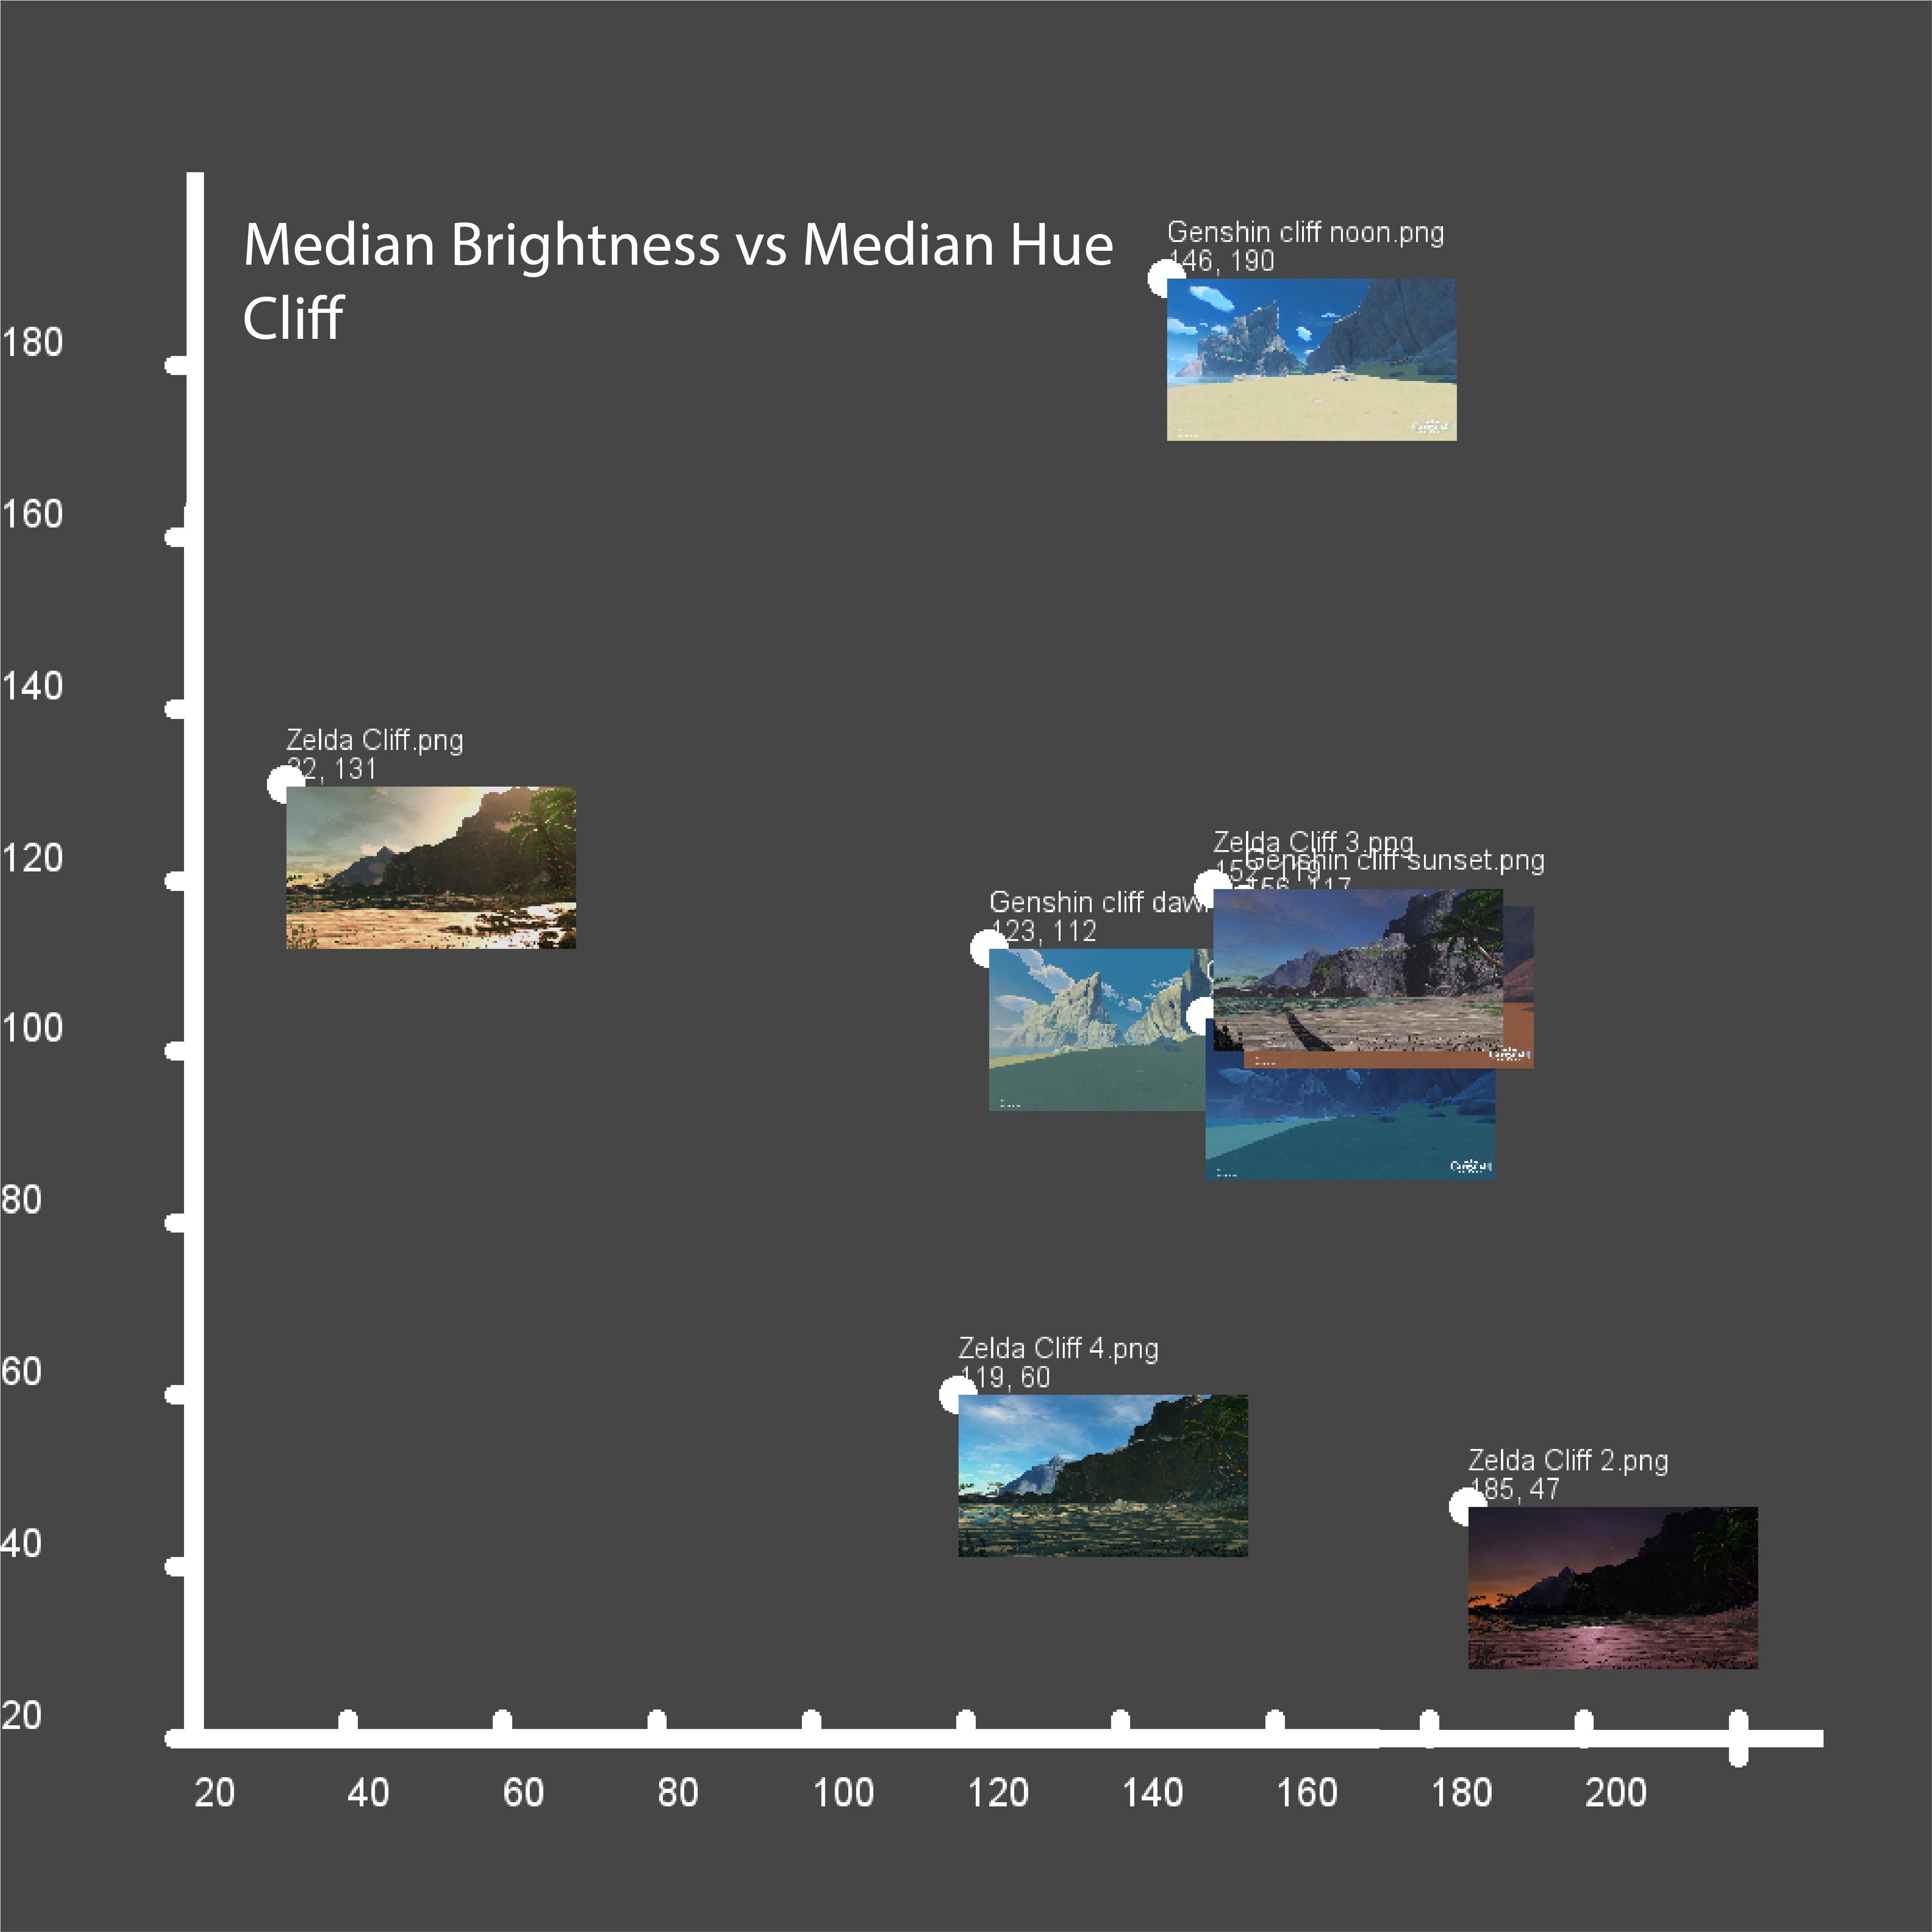 Median Brightness vs Median Hue
Cliff
Genshin cliff noon.png
146, 190
180
160
140
Zelda Cliff.png
32, 131
120
Zelda Cliff 3.png
152, 119
Genshin cliff sunset.png
156, 117
Genshin cliff daw
123, 112
100
80
60
Zelda Cliff 4.png
119, 60
Zelda Cliff 2.png
185, 47
40
20
20 40 60 80 100 120 140 160 180 200